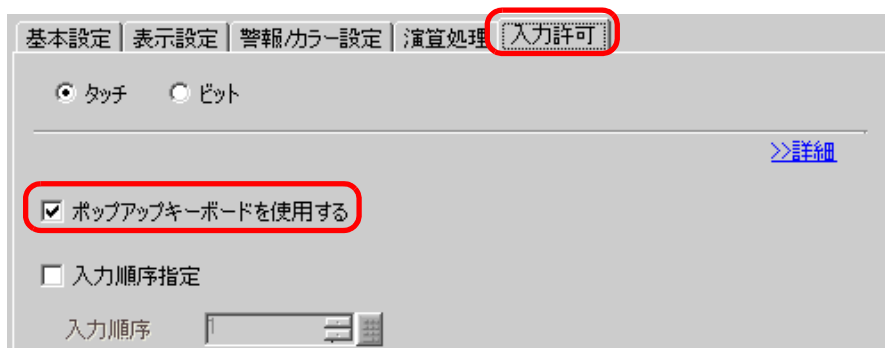 基本設定 表示設定 警報/カラー設定 演算処理 入力許可
タッチ ビット
>>詳細
ポップアップキーボードを使用する
入力順序指定
入力順序 1